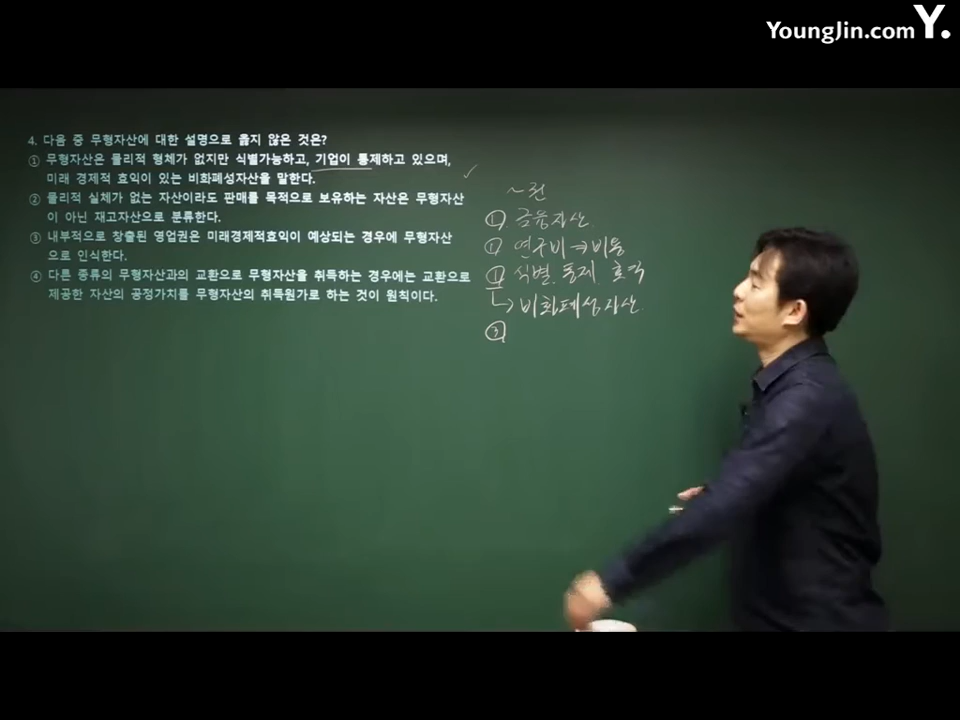 YoungJin.com Y.
4. 다음 중 무형자산에 대한 설명으로 옳지 않은 것은?
① 무형자산은 물리적 형체가 없지만 식별가능하고, 기업이 통제하고 있으며,
미래 경제적 효익이 있는 비화폐성자산을 말한다.
② 물리적 실체가 없는 자산이라도 판매를 목적으로 보유하는 자산은 무형자산
이 아닌 재고자산으로 분류한다.
③ 내부적으로 창출된 영업권은 미래경제적효익이 예상되는 경우에 무형자산
으로 인식한다.
④ 다른 종류의 무형자산과의 교환으로 무형자산을 취득하는 경우에는 교환으로
제공한 자산의 공정가치를 무형자산의 취득원가로 하는 것이 원칙이다.
~권
① 금융자산.
① 연구비 → 비용
① 식별. 통제 효익
↳ 비화폐성 자산
③